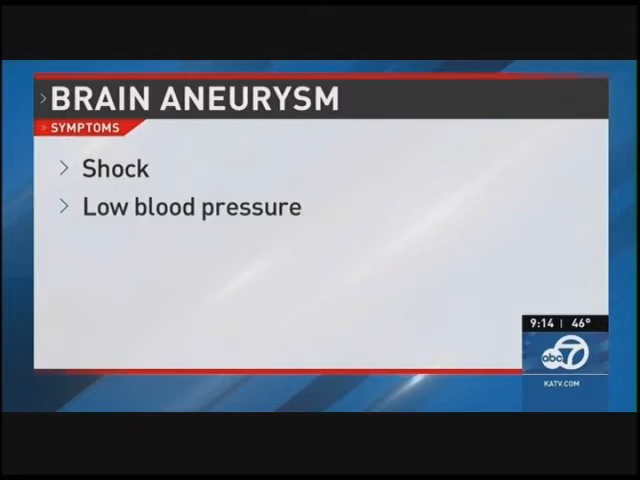 BRAIN ANEURYSM
SYMPTOMS
Shock
Low blood pressure
9:14 | 46°
abc 7
KATV.COM